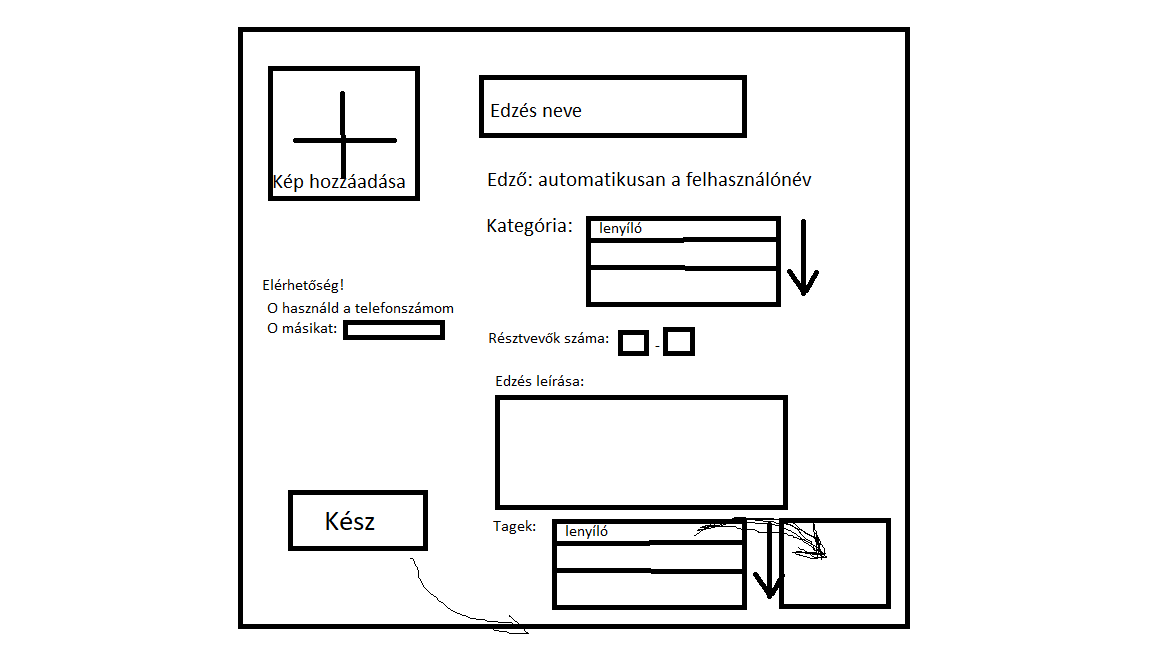 Kép hozzáadása
Edzés neve
Edző: automatikusan a felhasználónév
Kategória:
lenyíló
Elérhetőség!
O használd a telefonszámom
O másikat:
Résztvevők száma:
-
Edzés leírása:
Kész
Tagek:
lenyíló